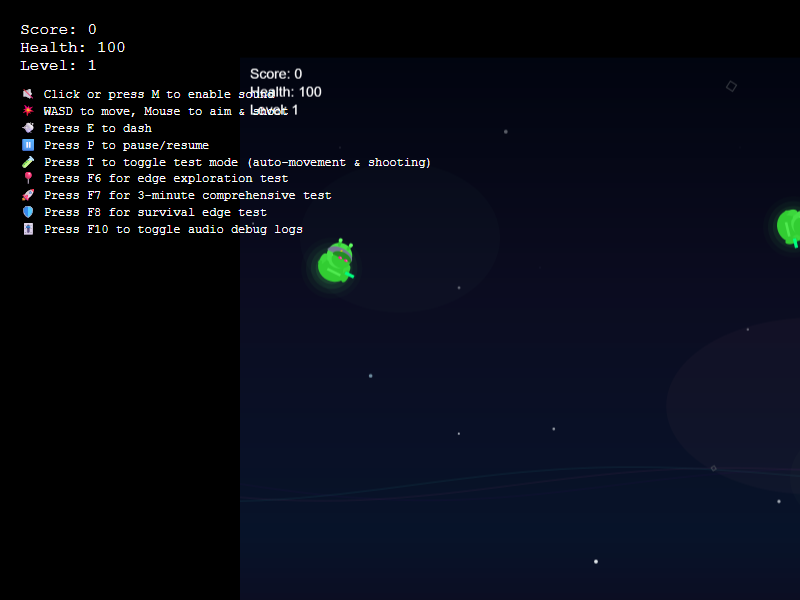 Score: 0
Health: 100
Level: 1
Score: 0
Health: 100
Level: 1
Click or press M to enable sound
WASD to move, Mouse to aim & shoot
Press E to dash
Press P to pause/resume
Press T to toggle test mode (auto-movement & shooting)
Press F6 for edge exploration test
Press F7 for 3-minute comprehensive test
Press F8 for survival edge test
Press F10 to toggle audio debug logs